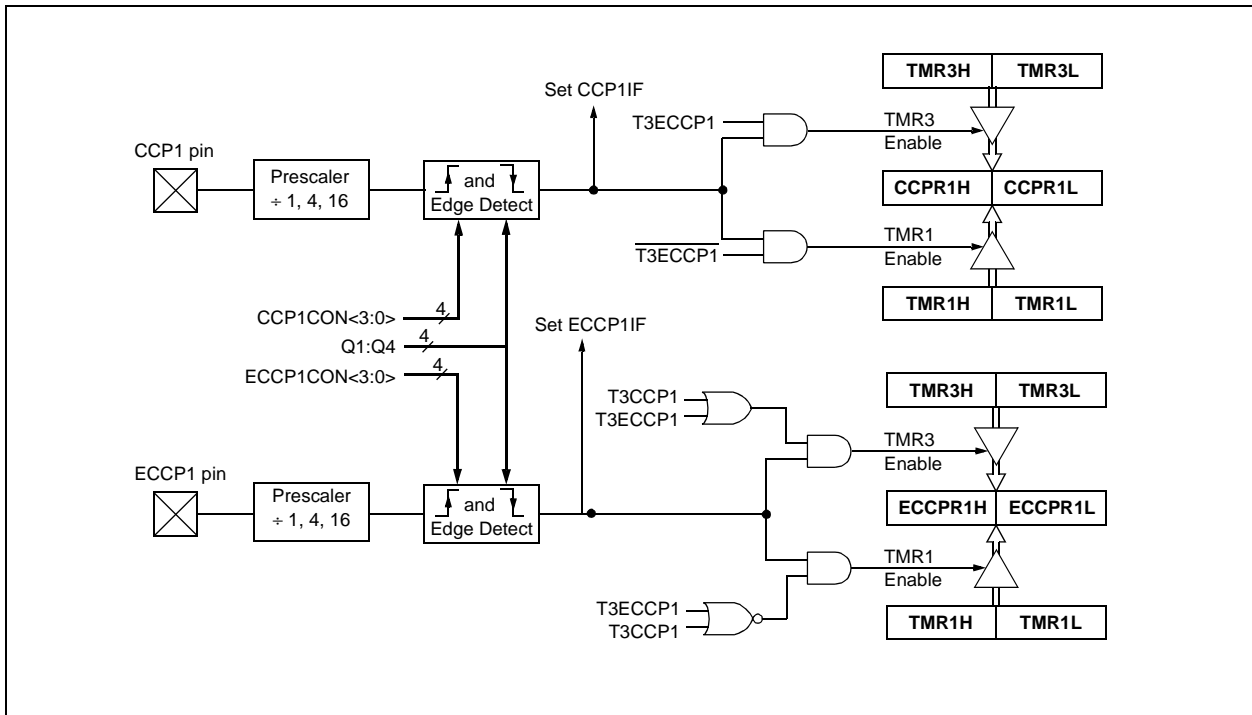 TMR3H TMR3L
Set CCP1IF
T3ECCP1
TMR3
Enable
CCP1 pin
Prescaler
÷ 1, 4, 16
and
Edge Detect
CCPR1H CCPR1L
T3ECCP1
TMR1
Enable
TMR1H TMR1L
CCP1CON<3:0>
4
Q1:Q4
4
ECCP1CON<3:0>
4
Set ECCP1IF
TMR3H TMR3L
T3CCP1
T3ECCP1
TMR3
Enable
ECCP1 pin
Prescaler
÷ 1, 4, 16
and
Edge Detect
ECCPR1H ECCPR1L
TMR1
Enable
T3ECCP1
T3CCP1
TMR1H TMR1L